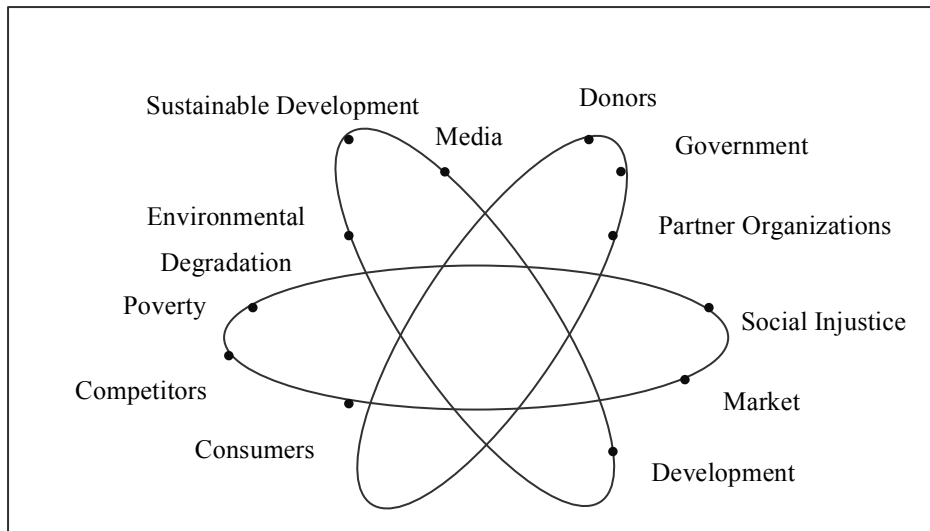 Donors
Sustainable Development
Media
Government
Environmental
Degradation
Partner Organizations
Poverty
Social Injustice
Competitors
Market
Consumers
Development